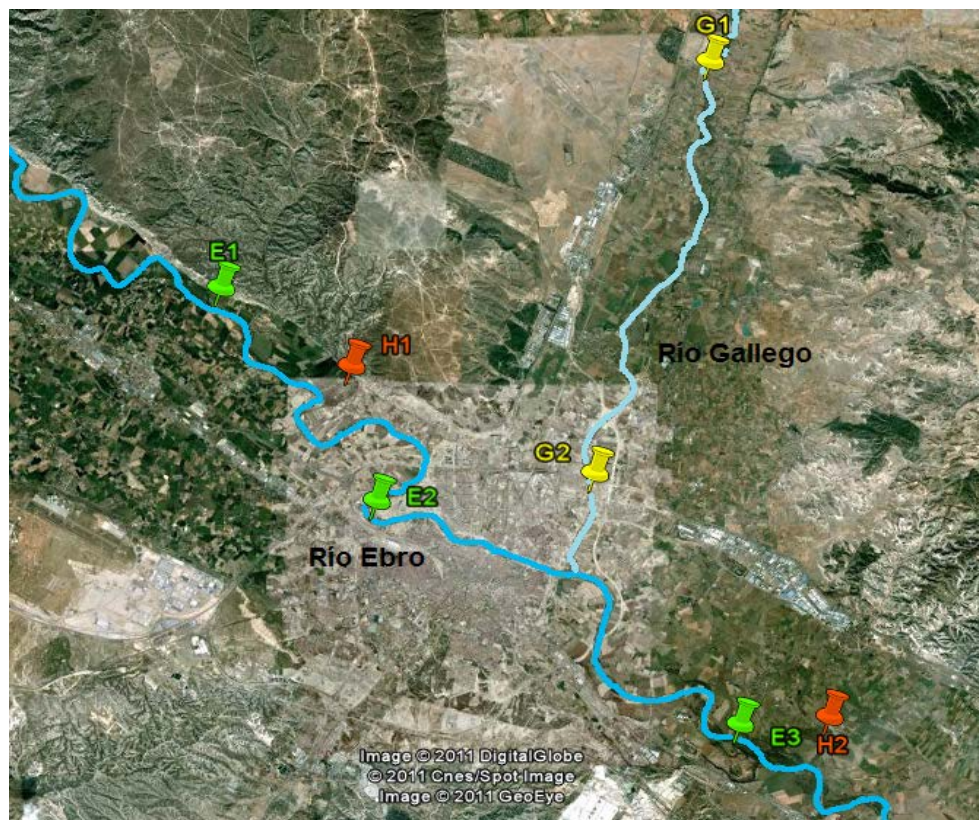 G1
E1
H1
Río Gallego
G2
E2
Río Ebro
E3
H2
Image © 2011 DigitalGlobe
© 2011 Cnes/Spot Image
Image © 2011 GeoEye